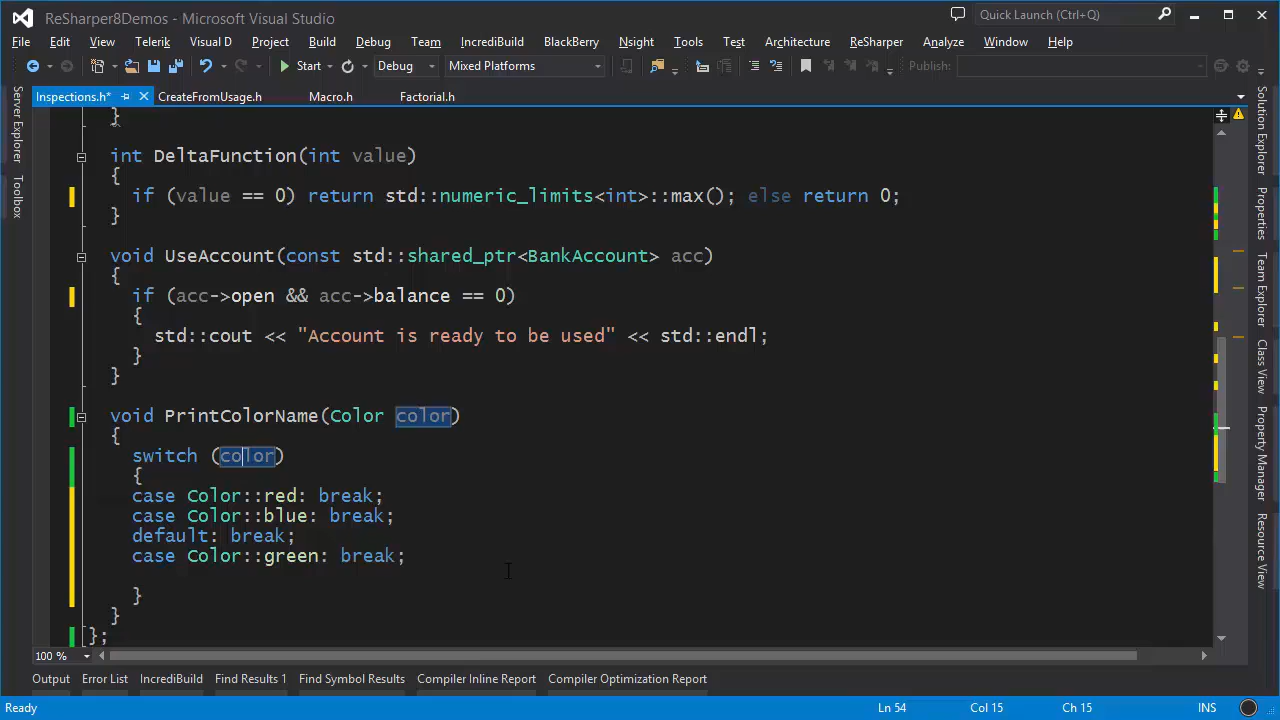 ReSharper8Demos - Microsoft Visual Studio
Quick Launch (Ctrl+Q)
File Edit View Telerik Visual D Project Build Debug Team IncrediBuild BlackBerry Nsight Tools Test Architecture ReSharper Analyze Window Help
Start Debug Mixed Platforms Publish:
Inspections.h* CreateFromUsage.h Macro.h Factorial.h
Server Explorer
Toolbox
}
int DeltaFunction(int value)
{
if (value == 0) return std::numeric_limits<int>::max(); else return 0;
}
void UseAccount(const std::shared_ptr<BankAccount> acc)
{
if (acc->open && acc->balance == 0)
{
std::cout << "Account is ready to be used" << std::endl;
}
}
void PrintColorName(Color color)
{
switch (color)
{
case Color::red: break;
case Color::blue: break;
default: break;
case Color::green: break;
}
}
};
Solution Explorer
Properties
Team Explorer
Class View
Property Manager
Resource View
100 %
Output Error List IncrediBuild Find Results 1 Find Symbol Results Compiler Inline Report Compiler Optimization Report
Ready Ln 54 Col 15 Ch 15 INS